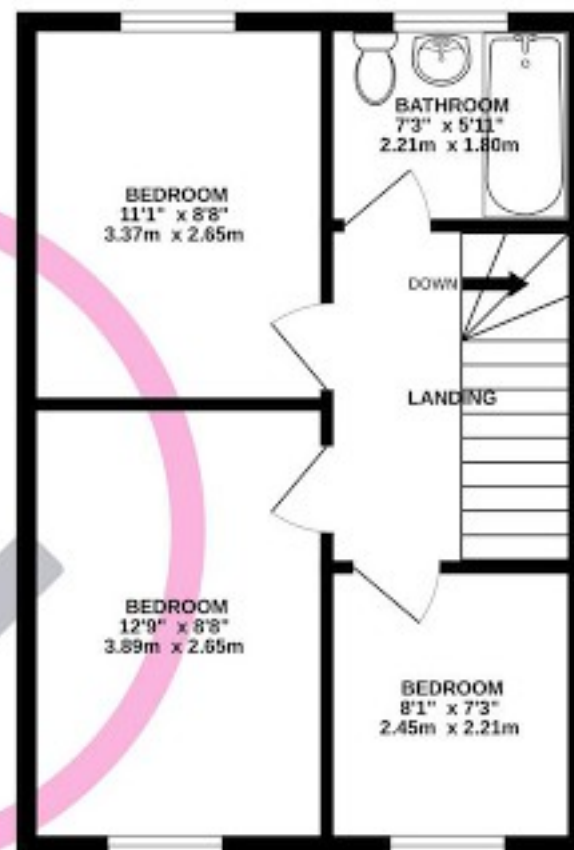 BATHROOM
7'3" x 5'11"
2.21m x 1.80m
BEDROOM
11'1" x 8'8"
3.37m x 2.65m
DOWN
LANDING
BEDROOM
12'9" x 8'8"
3.89m x 2.65m
BEDROOM
8'1" x 7'3"
2.45m x 2.21m